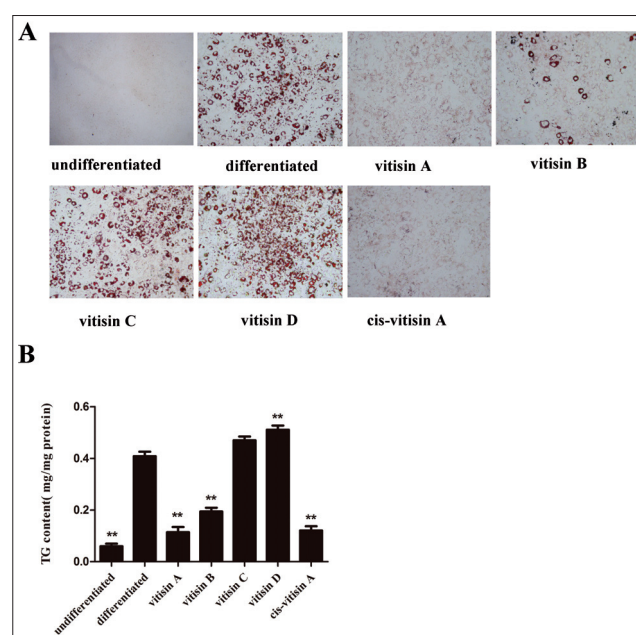 A
undifferentiated
differentiated
vitisin A
vitisin B
vitisin C
vitisin D
cis-vitisin A
B
TG content( mg/mg protein)
0.6
0.4
0.2
0.0
**
**
**
**
**
undifferentiated
differentiated
vitisin A
vitisin B
vitisin C
vitisin D
cis-vitisin A